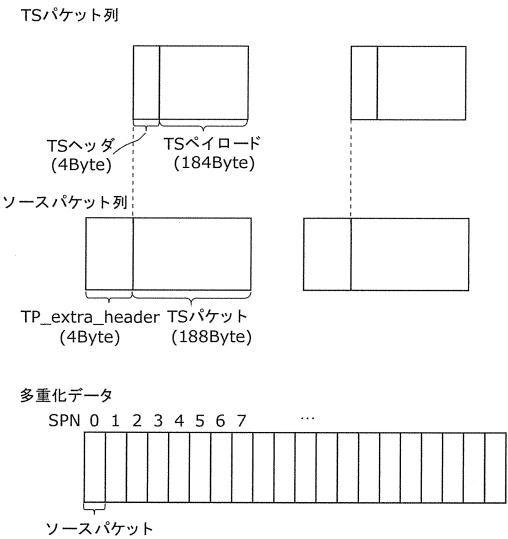 TSパケット列
TSヘッダ TSペイロード
(4Byte) (184Byte)
ソースパケット列
TP_extra_header TSパケット
(4Byte) (188Byte)
多重化データ
SPN 0 1 2 3 4 5 6 7 …
ソースパケット